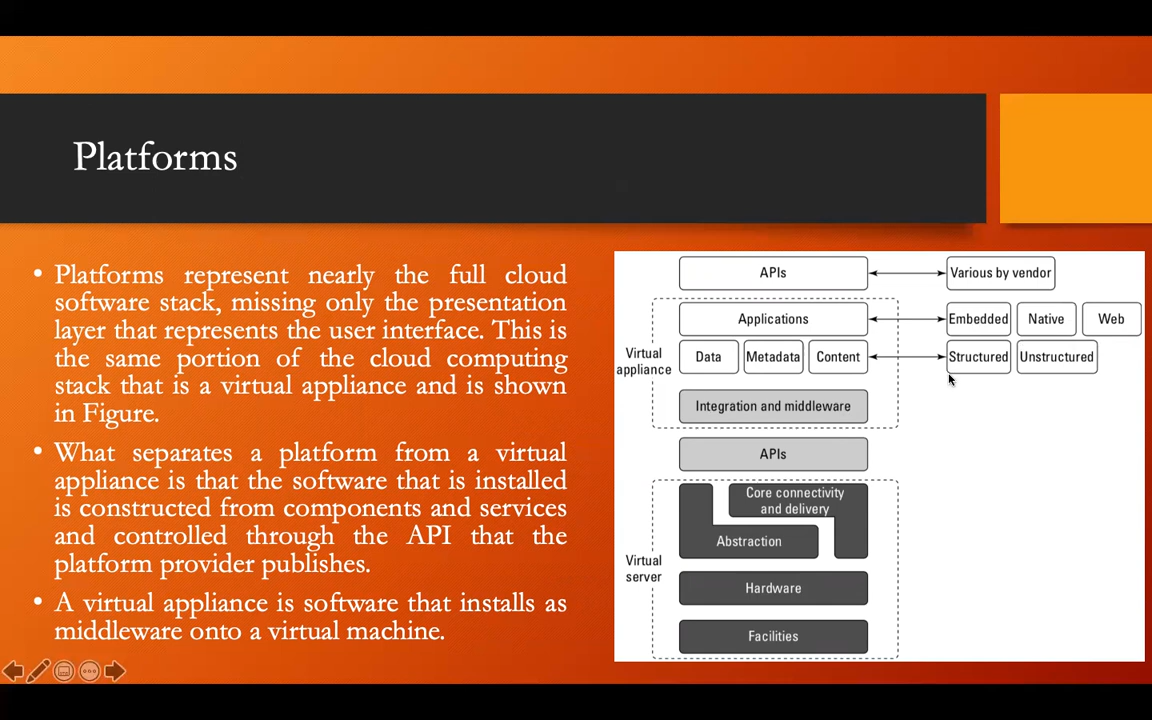 Platforms
• Platforms represent nearly the full cloud
software stack, missing only the presentation
layer that represents the user interface. This is
the same portion of the cloud computing
stack that is a virtual appliance and is shown
in Figure.
• What separates a platform from a virtual
appliance is that the software that is installed
is constructed from components and services
and controlled through the API that the
platform provider publishes.
• A virtual appliance is software that installs as
middleware onto a virtual machine.
APIs
Various by vendor
Applications
Embedded
Native
Web
Virtual
appliance
Data
Metadata
Content
Structured
Unstructured
Integration and middleware
APIs
Virtual
server
Core connectivity
and delivery
Abstraction
Hardware
Facilities